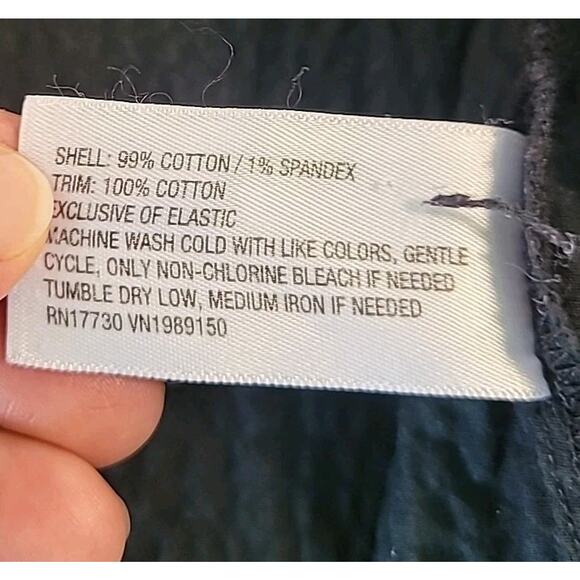 SHELL: 99% COTTON / 1% SPANDEX
TRIM: 100% COTTON
EXCLUSIVE OF ELASTIC
MACHINE WASH COLD WITH LIKE COLORS, GENTLE
CYCLE, ONLY NON-CHLORINE BLEACH IF NEEDED
TUMBLE DRY LOW, MEDIUM IRON IF NEEDED
RN17730 VN1989150